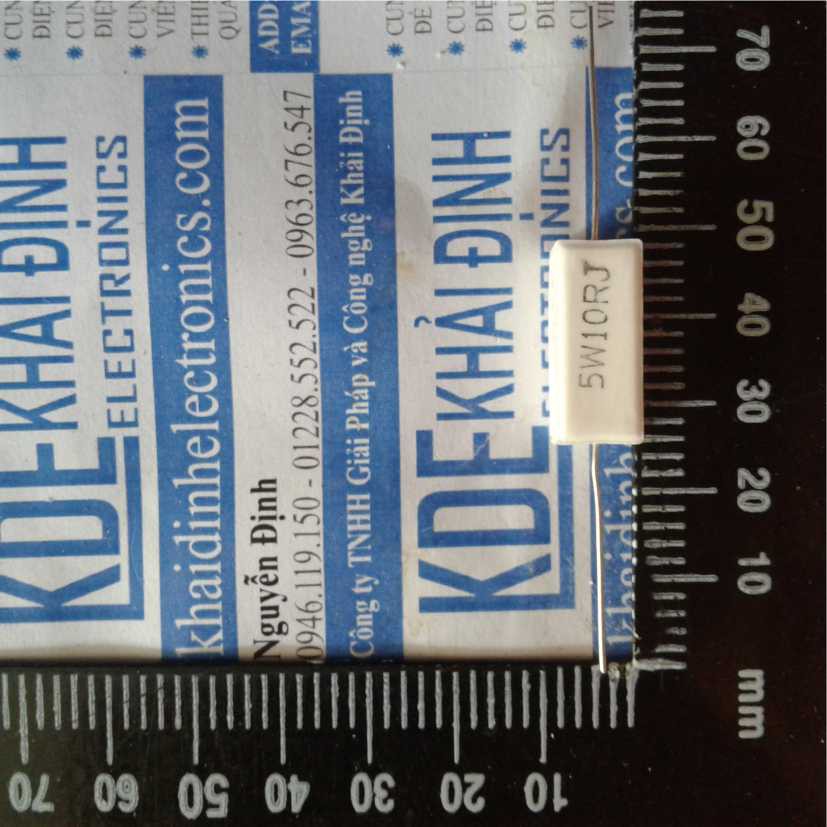 KDE KHẢI ĐỊNH
ELECTRONICS
khaidinhelectronics.com
Nguyễn Định
0946.119.150 - 01228.552.522 - 0963.676.547
Công ty TNHH Giải Pháp và Công nghệ Khải Định
KDE KHẢI ĐỊNH
ELECTRONICS
khaidinh
5W10RJ
70
60
50
40
30
20
10
mm
70
60
50
40
30
20
10